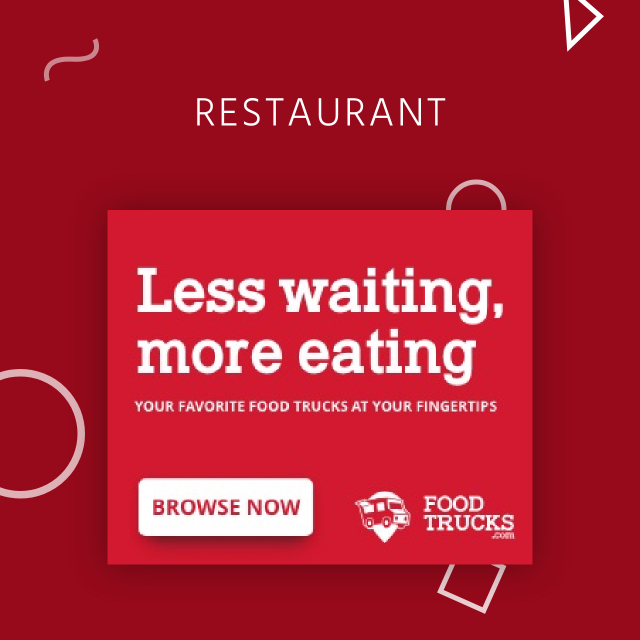 RESTAURANT
Less waiting,
more eating
YOUR FAVORITE FOOD TRUCKS AT YOUR FINGERTIPS
BROWSE NOW
FOOD
TRUCKS
.com